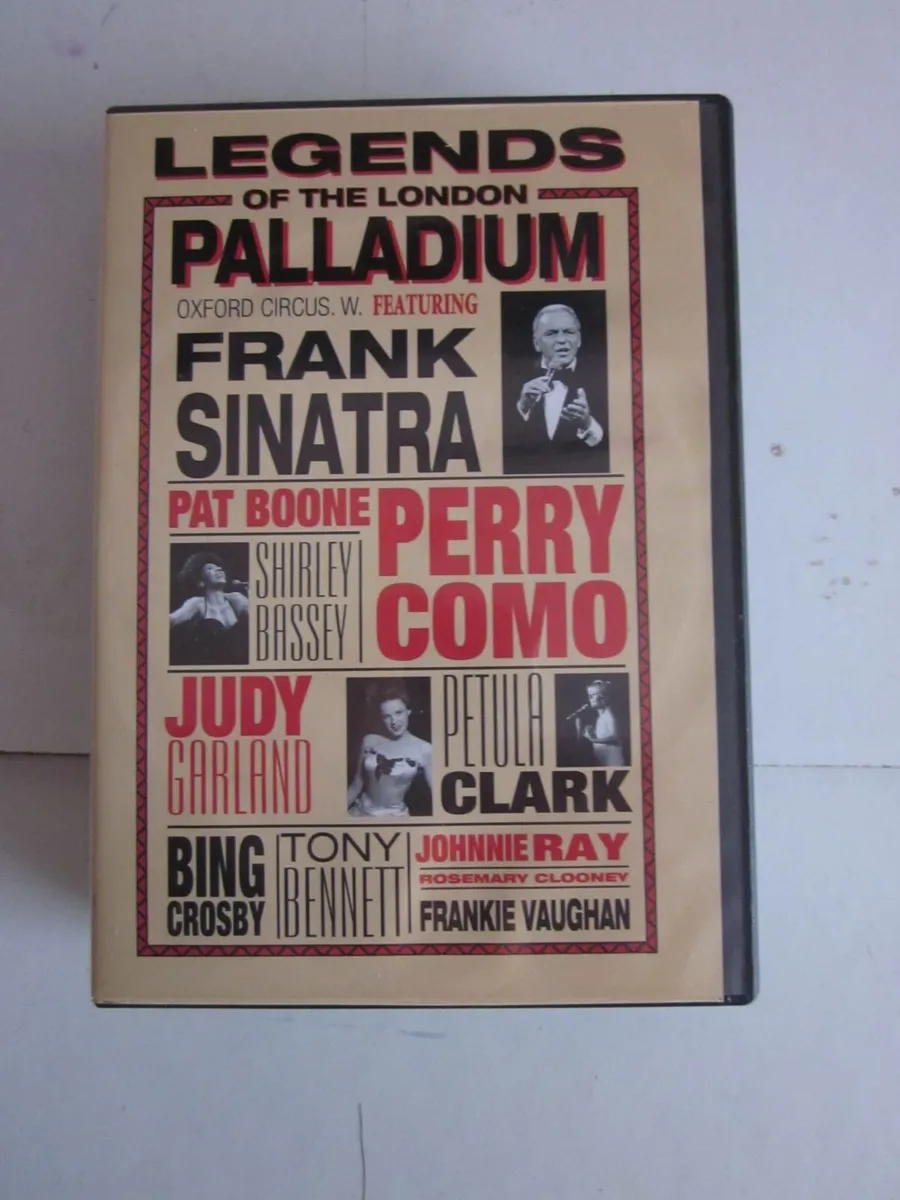 LEGENDS
OF THE LONDON
PALLADIUM
OXFORD CIRCUS. W. FEATURING
FRANK
SINATRA
PAT BOONE
PERRY
COMO
SHIRLEY
BASSEY
JUDY
GARLAND
PETULA
CLARK
BING
CROSBY
TONY
BENNETT
JOHNNIE RAY
ROSEMARY CLOONEY
FRANKIE VAUGHAN